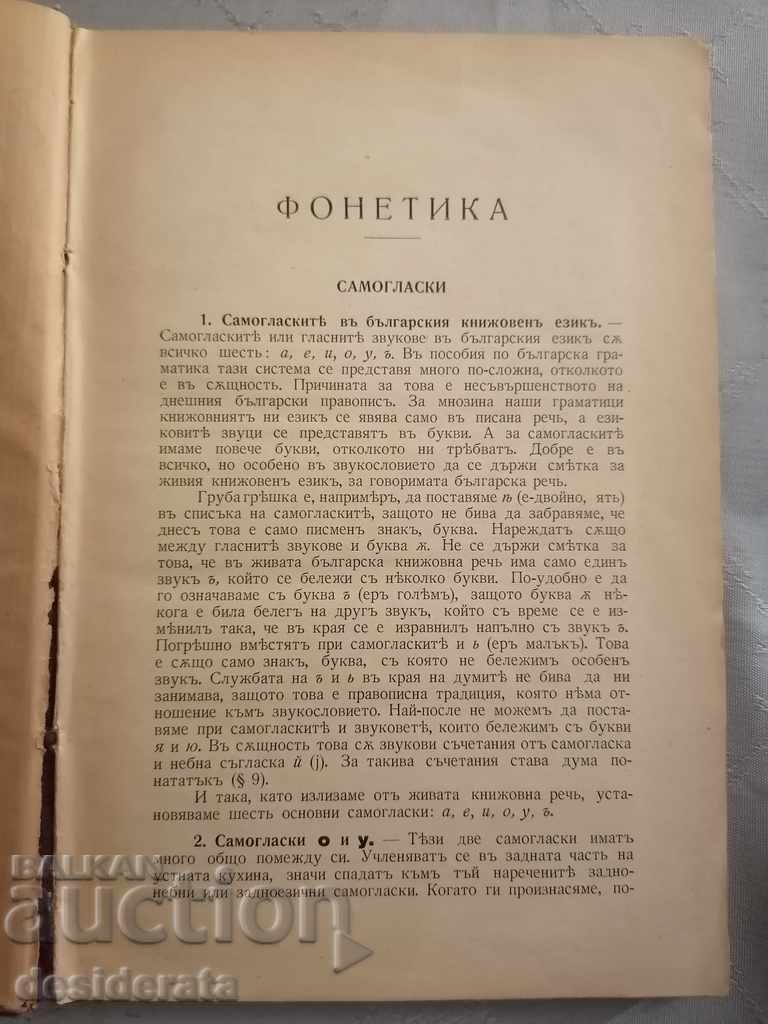 ФОНЕТИКА
САМОГЛАСКИ
1. Самогласкитѣ въ българския книжовенъ езикъ. —
Самогласкитѣ или гласнитѣ звукове въ българския езикъ сѫ
всичко шесть: а, е, и, о, у, ъ. Въ пособия по българска гра-
матика тази система се представя много по-сложна, отколкото
е въ сѫщность. Причината за това е несъвършенството на
днешния български правописъ. За мнозина наши граматици
книжовниятъ ни езикъ се явява само въ писана речь, а ези-
ковитѣ звуци се представятъ въ букви. А за самогласкитѣ
имаме повече букви, отколкото ни трѣбватъ. Добре е въ
всичко, но особено въ звукословието да се държи смѣтка за
живия книжовенъ езикъ, за говоримата българска речь.
Груба грѣшка е, напримѣръ, да поставяме ѣ (е-двойно, ять)
въ списъка на самогласкитѣ, защото не бива да забравяме, че
днесъ това е само писменъ знакъ, буква. Нареждатъ сѫщо
между гласнитѣ звукове и буква ѫ. Не се държи смѣтка за
това, че въ живата българска книжовна речь има само единъ
звукъ ъ, който се бележи съ нѣколко букви. По-удобно е да
го означаваме съ буква ъ (еръ голѣмъ), защото буква ѫ нѣ-
кога е била белегъ на другъ звукъ, който съ време се е из-
мѣнилъ така, че въ края се е изравнилъ напълно съ звукъ ъ.
Погрѣшно вмѣстятъ при самогласкитѣ и ь (еръ малъкъ). Това
е сѫщо само знакъ, буква, съ която не бележимъ особенъ
звукъ. Службата на ъ и ь въ края на думитѣ не бива да ни
занимава, защото това е правописна традиция, която нѣма от-
ношение къмъ звукословието. Най-после не можемъ да поста-
вяме при самогласкитѣ и звуковетѣ, които бележимъ съ букви
я и ю. Въ сѫщность това сѫ звукови съчетания отъ самогласка
и небна съгласка й (j). За такива съчетания става дума по-
нататъкъ (§ 9).
И така, като излизаме отъ живата книжовна речь, уста-
новяваме шесть основни самогласки: а, е, и, о, у, ъ.
2. Самогласки о и у. — Тѣзи две самогласки иматъ
много общо помежду си. Учленяватъ се въ задната часть на
устната кухина, значи спадатъ къмъ тъй нареченитѣ задно-
небни или задноезични самогласки. Когато ги произнасяме, по-
BALKAN
auction
desiderata